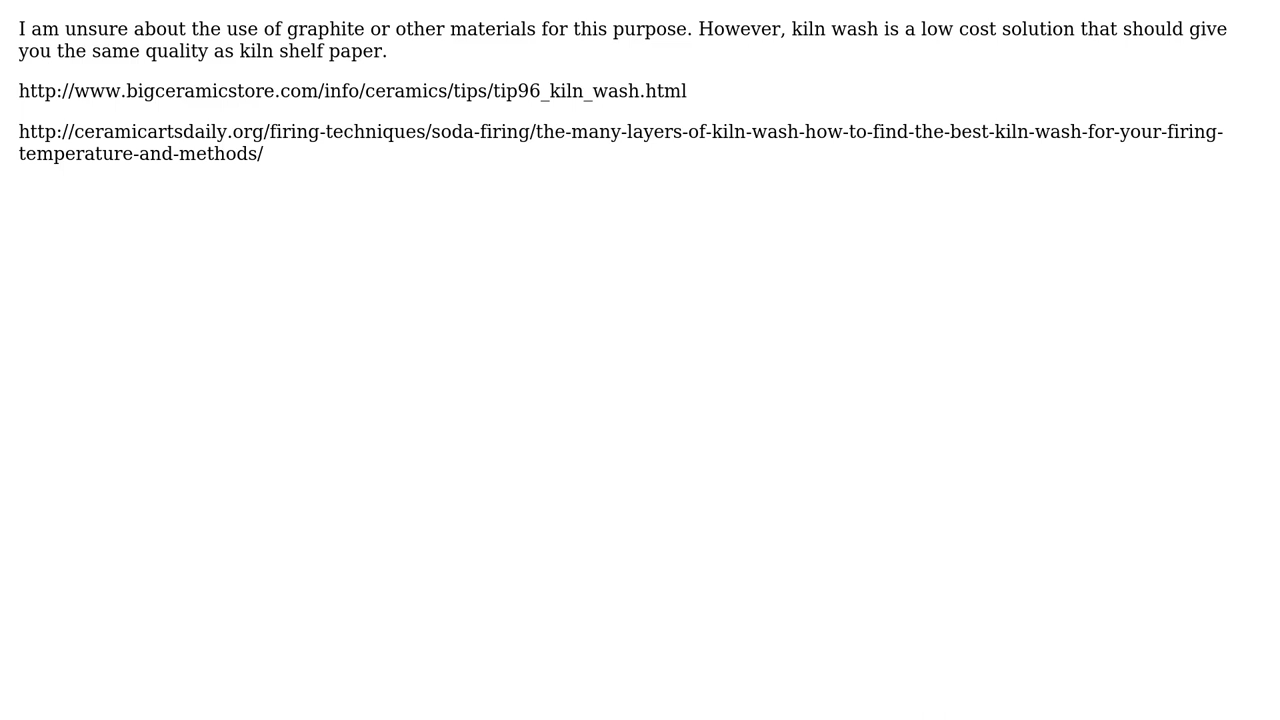 I am unsure about the use of graphite or other materials for this purpose. However, kiln wash is a low cost solution that should give
you the same quality as kiln shelf paper.
http://www.bigceramicstore.com/info/ceramics/tips/tip96_kiln_wash.html
http://ceramicartsdaily.org/firing-techniques/soda-firing/the-many-layers-of-kiln-wash-how-to-find-the-best-kiln-wash-for-your-firing-
temperature-and-methods/